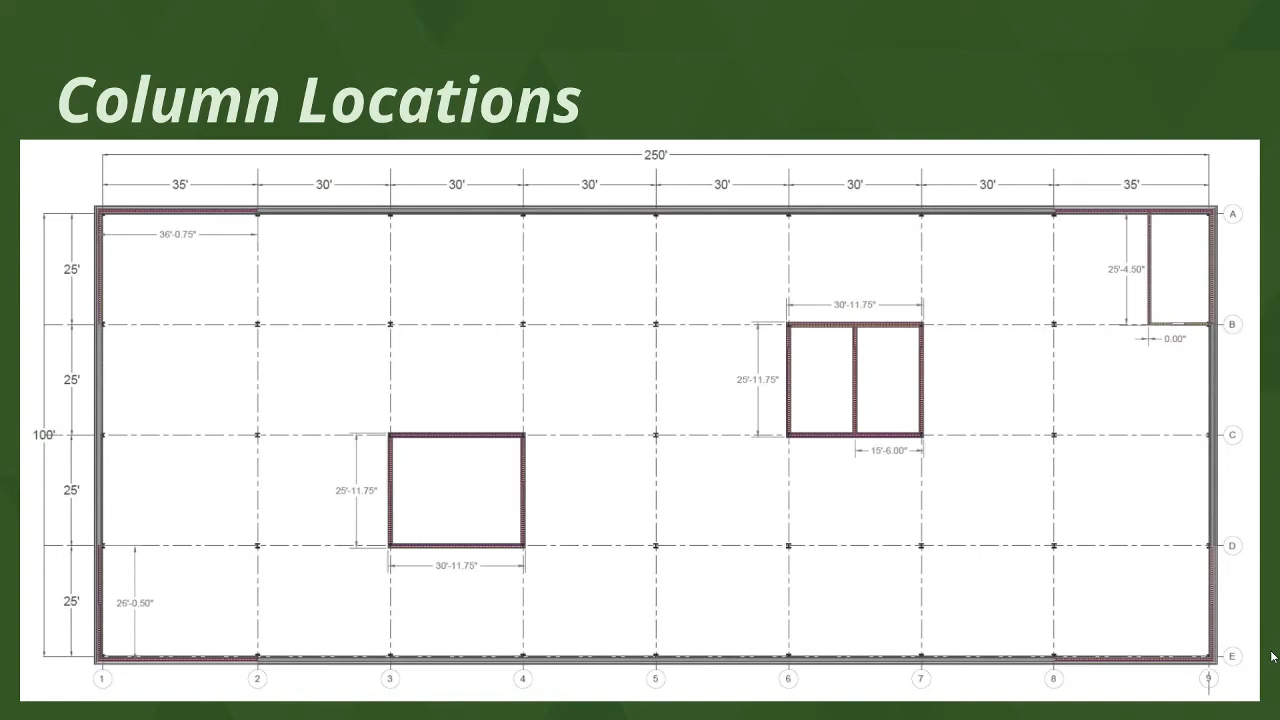 Column Locations
250'
35' 30' 30' 30' 30' 30' 30' 35'
A
36'-0.75"
25'
25'-4.50"
30'-11.75"
B
0.00"
25'
25'-11.75"
100'
C
15'-6.00"
25'
25'-11.75"
D
30'-11.75"
25'
26'-0.50"
E
1 2 3 4 5 6 7 8 9